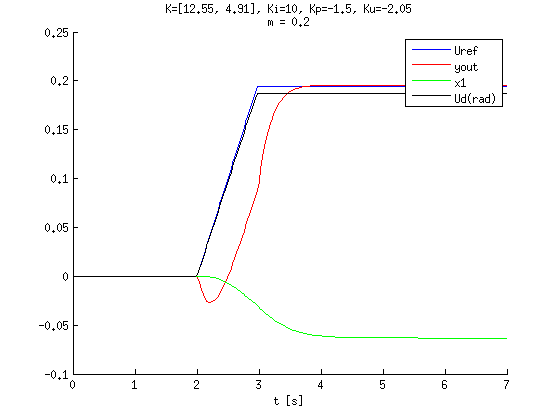 K=[12.55, 4.91], Ki=10, Kp=-1.5, Ku=-2.05
m = 0.2
0.25
0.2
0.15
0.1
0.05
0
-0.05
-0.1
Uref
yout
x1
Ud(rad)
0 1 2 3 4 5 6 7
t [s]